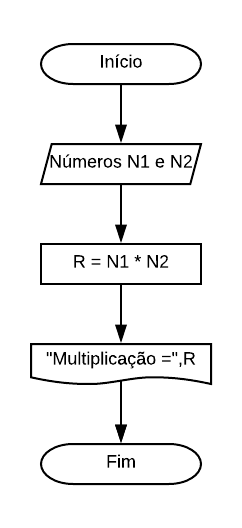 Início
Números N1 e N2
R = N1 * N2
"Multiplicação =",R
Fim